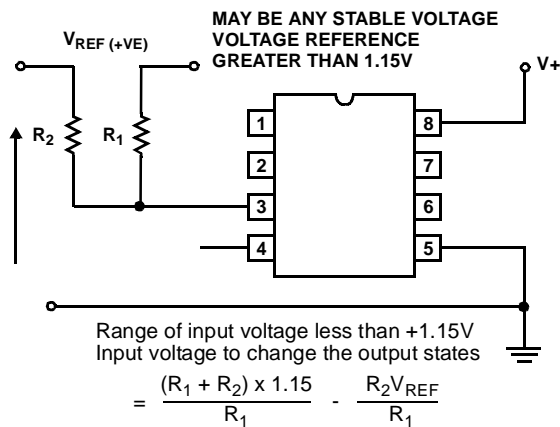 MAY BE ANY STABLE VOLTAGE
VOLTAGE REFERENCE
GREATER THAN 1.15V
VREF (+VE)
V+
R2
R1
1
8
2
7
3
6
4
5
Range of input voltage less than +1.15V
Input voltage to change the output states
= (R1 + R2) x 1.15 / R1 - R2VREF / R1